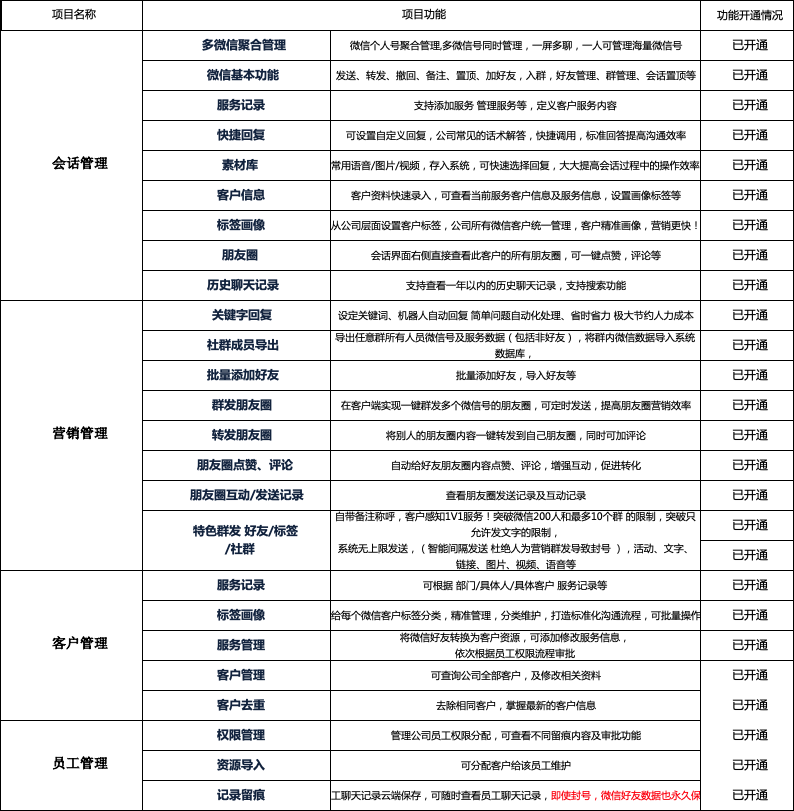 项目名称 项目功能 功能开通情况
会话管理
多微信聚合管理 微信个人号聚合管理,多微信号同时管理，一屏多聊，一人可管理海量微信号 已开通
微信基本功能 发送、转发、撤回、备注、置顶、加好友，入群，好友管理、群管理、会话置顶等 已开通
服务记录 支持添加服务 管理服务等，定义客户服务内容 已开通
快捷回复 可设置自定义回复，公司常见的话术解答，快捷调用，标准回答提高沟通效率 已开通
素材库 常用语音/图片/视频，存入系统，可快速选择回复，大大提高会话过程中的操作效率 已开通
客户信息 客户资料快速录入，可查看当前服务客户信息及服务信息，设置画像标签等 已开通
标签画像 从公司层面设置客户标签，公司所有微信客户统一管理，客户精准画像，营销更快！ 已开通
朋友圈 会话界面右侧直接查看此客户的所有朋友圈，可一键点赞，评论等 已开通
历史聊天记录 支持查看一年以内的历史聊天记录，支持搜索功能 已开通
营销管理
关键字回复 设定关键词、机器人自动回复 简单问题自动化处理、省时省力 极大节约人力成本 已开通
社群成员导出 导出任意群所有人员微信号及服务数据（包括非好友），将群内微信数据导入系统
数据库， 已开通
批量添加好友 批量添加好友，导入好友等 已开通
群发朋友圈 在客户端实现一键群发多个微信号的朋友圈，可定时发送，提高朋友圈营销效率 已开通
转发朋友圈 将别人的朋友圈内容一键转发到自己朋友圈，同时可加评论 已开通
朋友圈点赞、评论 自动给好友朋友圈内容点赞、评论，增强互动，促进转化 已开通
朋友圈互动/发送记录 查看朋友圈发送记录及互动记录 已开通
特色群发 好友/标签
/社群
自带备注称呼，客户感知1V1服务！突破微信200人和最多10个群 的限制，突破只
允许发文字的限制，
系统无上限发送，（ 智能间隔发送 杜绝人为营销群发导致封号 ），活动、文字、
链接、图片、视频、语音等
已开通
已开通
客户管理
服务记录 可根据 部门/具体人/具体客户 服务记录等 已开通
标签画像 给每个微信客户标签分类，精准管理，分类维护，打造标准化沟通流程，可批量操作 已开通
服务管理 将微信好友转换为客户资源，可添加修改服务信息，
依次根据员工权限流程审批 已开通
客户管理 可查询公司全部客户，及修改相关资料 已开通
客户去重 去除相同客户，掌握最新的客户信息 已开通
员工管理
权限管理 管理公司员工权限分配，可查看不同留痕内容及审批功能 已开通
资源导入 可分配客户给该员工维护 已开通
记录留痕 工聊天记录云端保存，可随时查看员工聊天记录，即使封号，微信好友数据也永久保 已开通